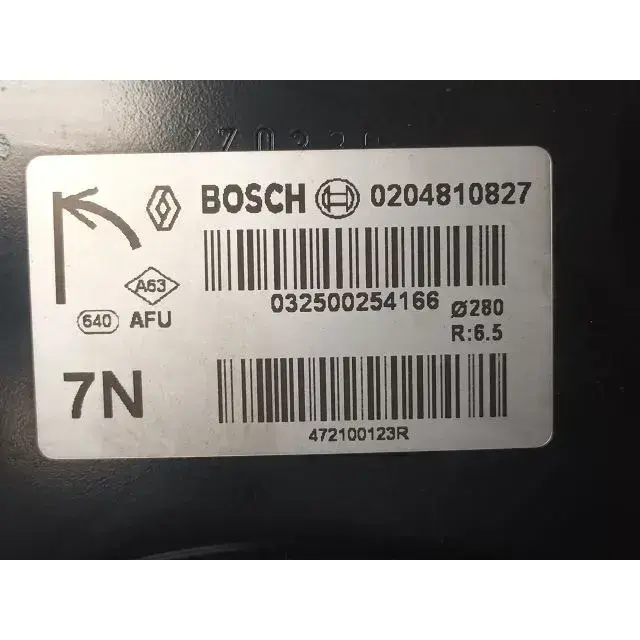 BOSCH 0204810827
A63
032500254166 Ø280
640 AFU
R:6.5
7N
472100123R